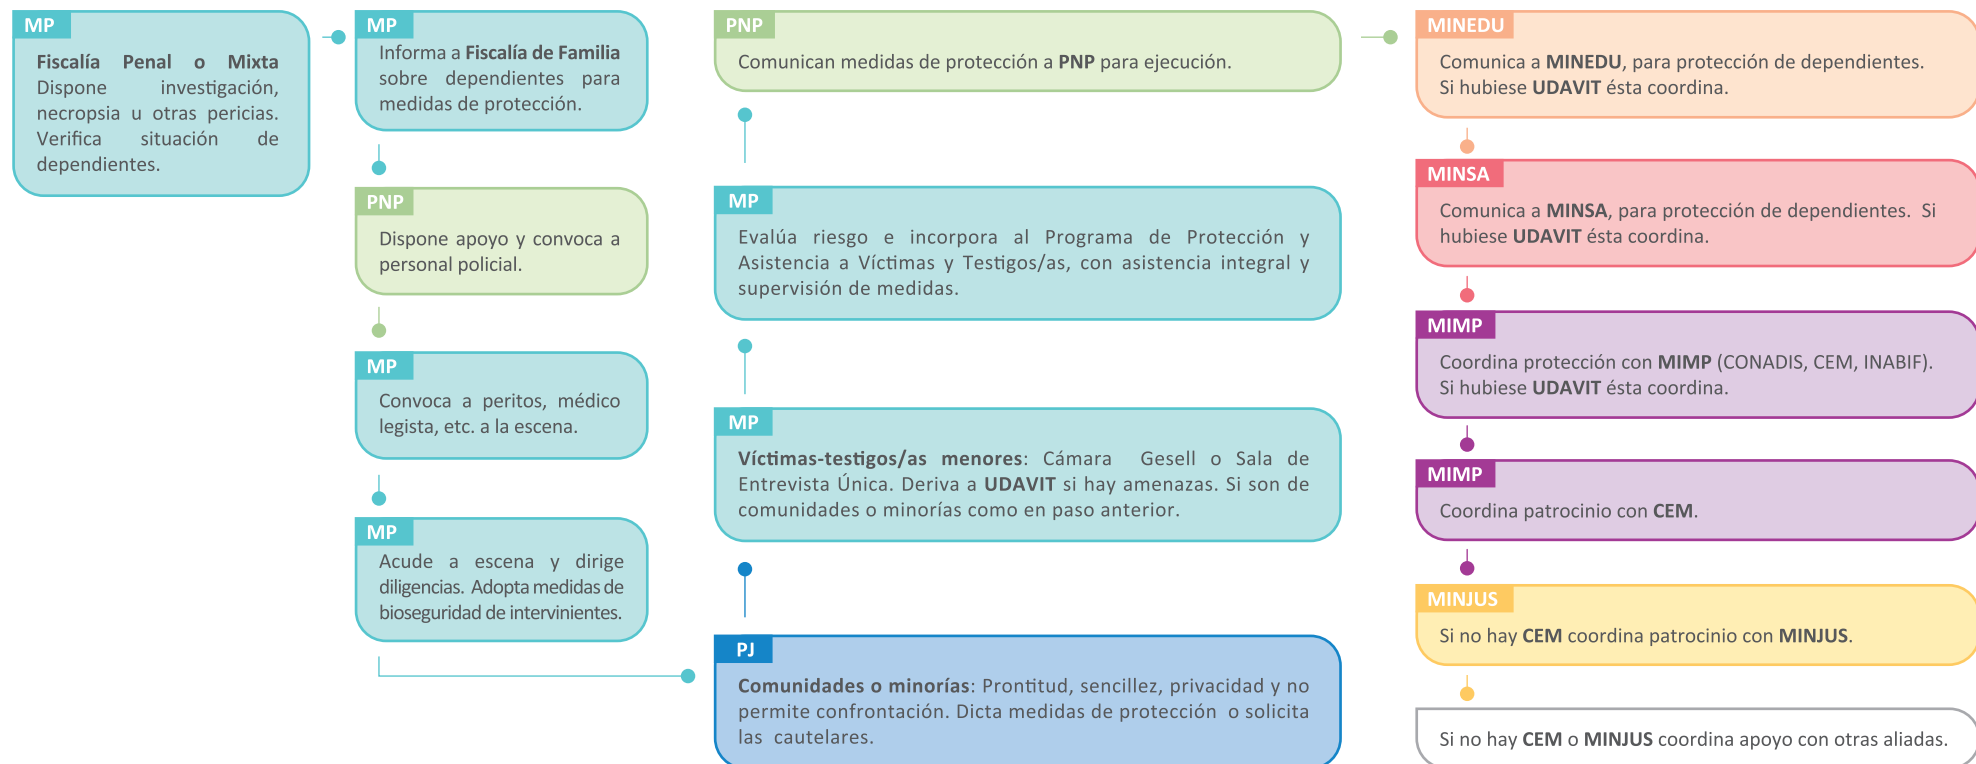 MP
Fiscalía Penal o Mixta
Dispone investigación,
necropsia u otras pericias.
Verifica situación de
dependientes.
MP
Informa a Fiscalía de Familia
sobre dependientes para
medidas de protección.
PNP
Dispone apoyo y convoca a
personal policial.
MP
Convoca a peritos, médico
legista, etc. a la escena.
MP
Acude a escena y dirige
diligencias. Adopta medidas de
bioseguridad de intervinientes.
PJ
Comunidades o minorías: Prontitud, sencillez, privacidad y no
permite confrontación. Dicta medidas de protección o solicita
las cautelares.
MP
Víctimas-testigos/as menores: Cámara Gesell o Sala de
Entrevista Única. Deriva a UDAVIT si hay amenazas. Si son de
comunidades o minorías como en paso anterior.
MP
Evalúa riesgo e incorpora al Programa de Protección y
Asistencia a Víctimas y Testigos/as, con asistencia integral y
supervisión de medidas.
PNP
Comunican medidas de protección a PNP para ejecución.
MINEDU
Comunica a MINEDU, para protección de dependientes.
Si hubiese UDAVIT ésta coordina.
MINSA
Comunica a MINSA, para protección de dependientes. Si
hubiese UDAVIT ésta coordina.
MIMP
Coordina protección con MIMP (CONADIS, CEM, INABIF).
Si hubiese UDAVIT ésta coordina.
MIMP
Coordina patrocinio con CEM.
MINJUS
Si no hay CEM coordina patrocinio con MINJUS.
Si no hay CEM o MINJUS coordina apoyo con otras aliadas.